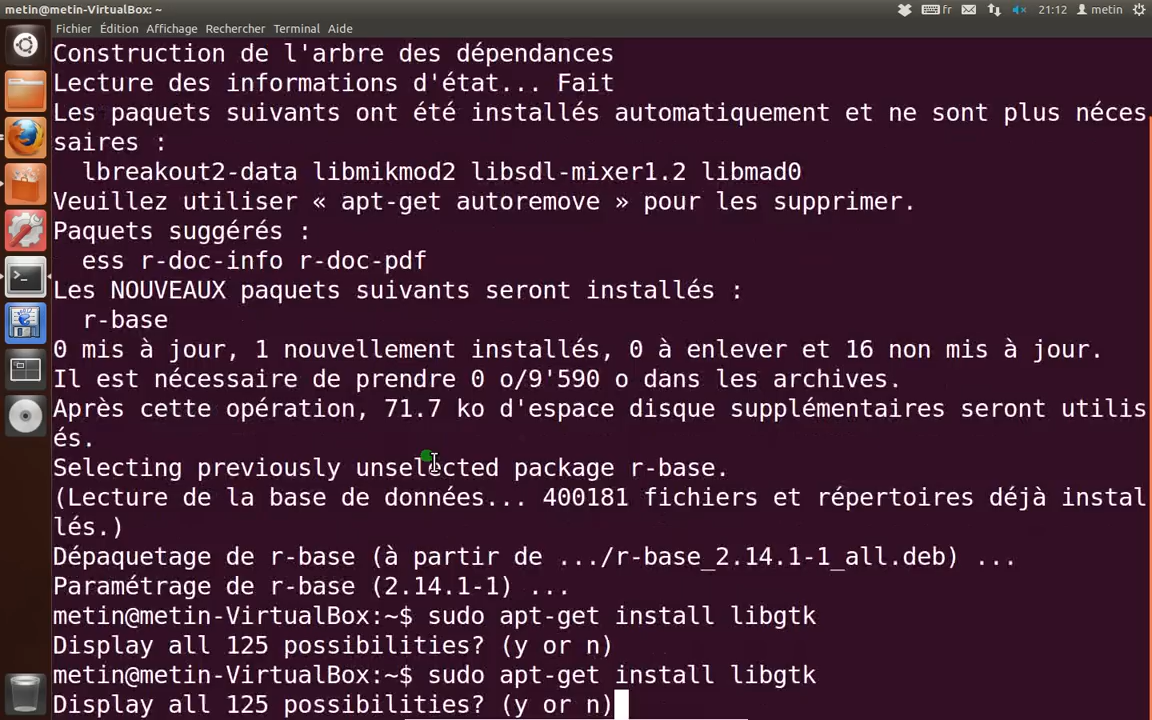 metin@metin-VirtualBox: ~
fr
21:12
metin
Fichier Édition Affichage Rechercher Terminal Aide
Construction de l'arbre des dépendances
Lecture des informations d'état... Fait
Les paquets suivants ont été installés automatiquement et ne sont plus néces
saires :
lbreakout2-data libmikmod2 libsdl-mixer1.2 libmad0
Veuillez utiliser « apt-get autoremove » pour les supprimer.
Paquets suggérés :
ess r-doc-info r-doc-pdf
Les NOUVEAUX paquets suivants seront installés :
r-base
0 mis à jour, 1 nouvellement installés, 0 à enlever et 16 non mis à jour.
Il est nécessaire de prendre 0 o/9'590 o dans les archives.
Après cette opération, 71.7 ko d'espace disque supplémentaires seront utilis
és.
Selecting previously unselected package r-base.
(Lecture de la base de données... 400181 fichiers et répertoires déjà instal
lés.)
Dépaquetage de r-base (à partir de .../r-base_2.14.1-1_all.deb) ...
Paramétrage de r-base (2.14.1-1) ...
metin@metin-VirtualBox:~$ sudo apt-get install libgtk
Display all 125 possibilities? (y or n)
metin@metin-VirtualBox:~$ sudo apt-get install libgtk
Display all 125 possibilities? (y or n)